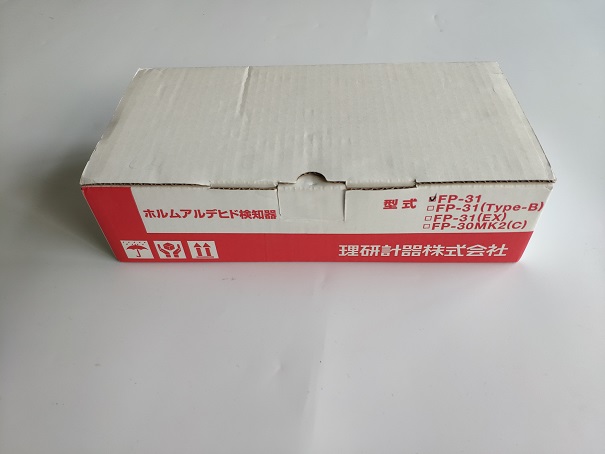 ホルムアルデヒド検知器
型式
FP-31
FP-31(Type-B)
FP-31(EX)
FP-30MK2(C)
理研計器株式会社